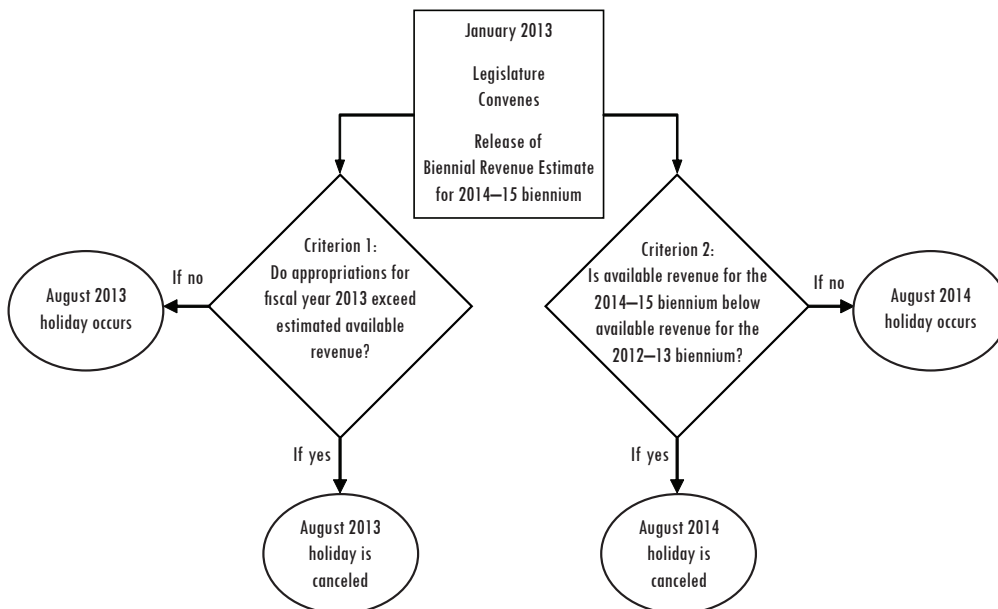 January 2013
Legislature
Convenes
Release of
Biennial Revenue Estimate
for 2014–15 biennium
Criterion 1:
Do appropriations for
fiscal year 2013 exceed
estimated available
revenue?
If no
August 2013
holiday occurs
If yes
August 2013
holiday is
canceled
Criterion 2:
Is available revenue for the
2014–15 biennium below
available revenue for the
2012–13 biennium?
If no
August 2014
holiday occurs
If yes
August 2014
holiday is
canceled